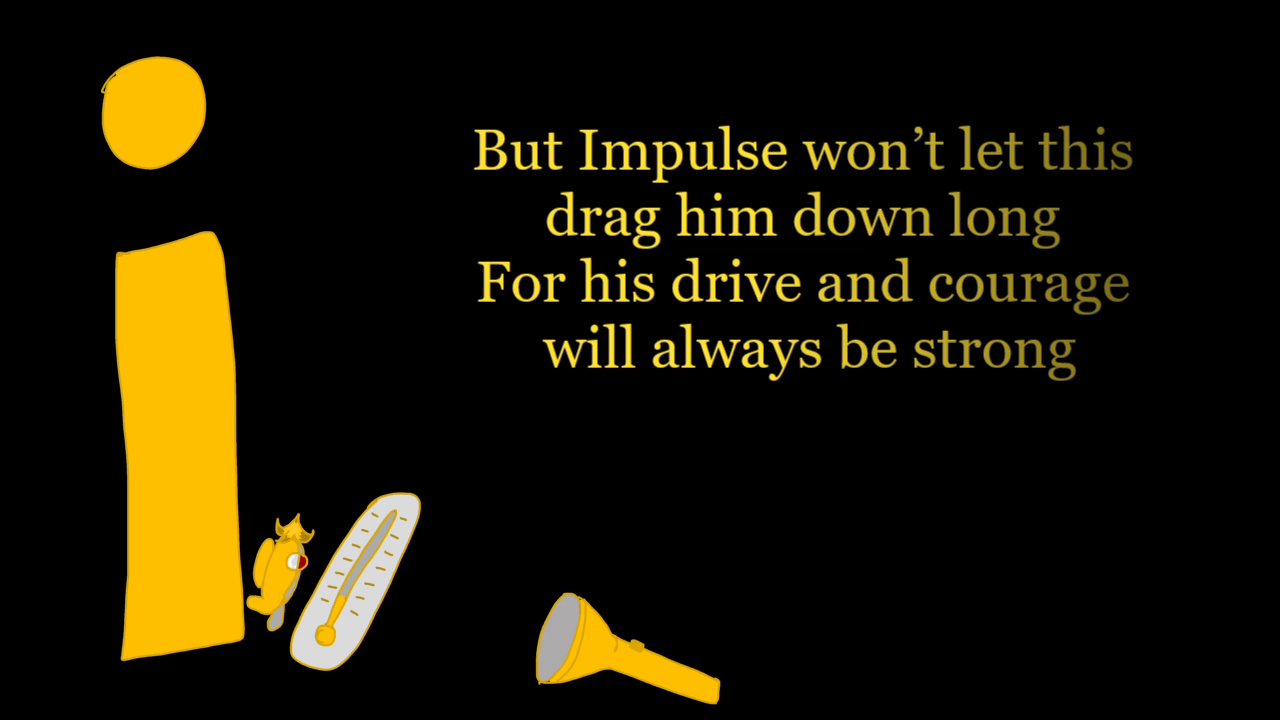 i
But Impulse won’t let this
drag him down long
For his drive and courage
will always be strong